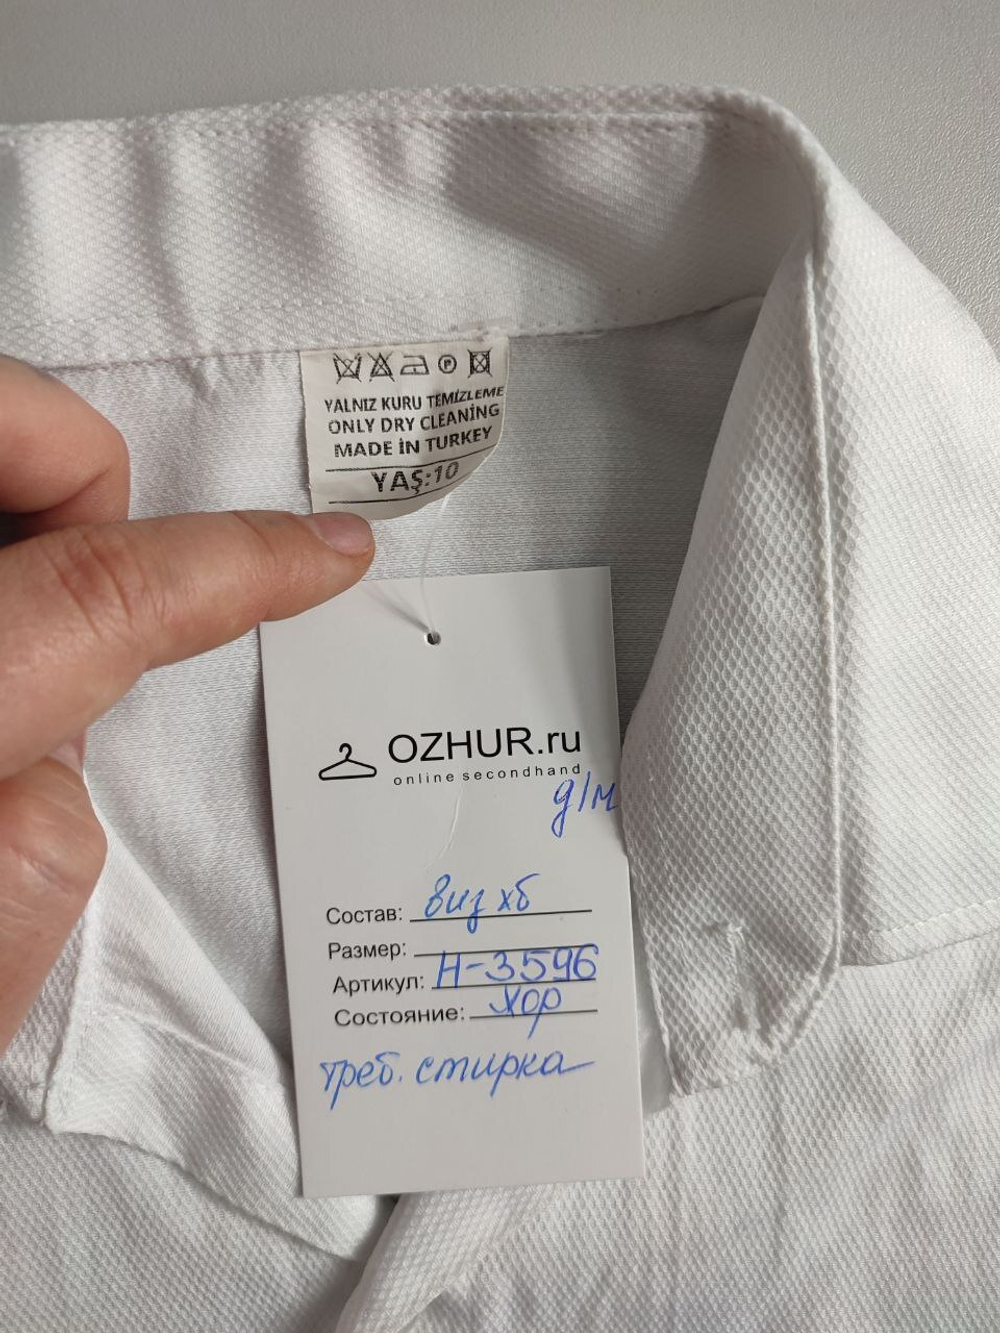 YALNIZ KURU TEMİZLEME
ONLY DRY CLEANİNG
MADE İN TURKEY
YAŞ:10
OZHUR.ru
online secondhand
д/м
Состав: виз хб
Размер:
Артикул: Н-3596
Состояние: хор
треб. стирка